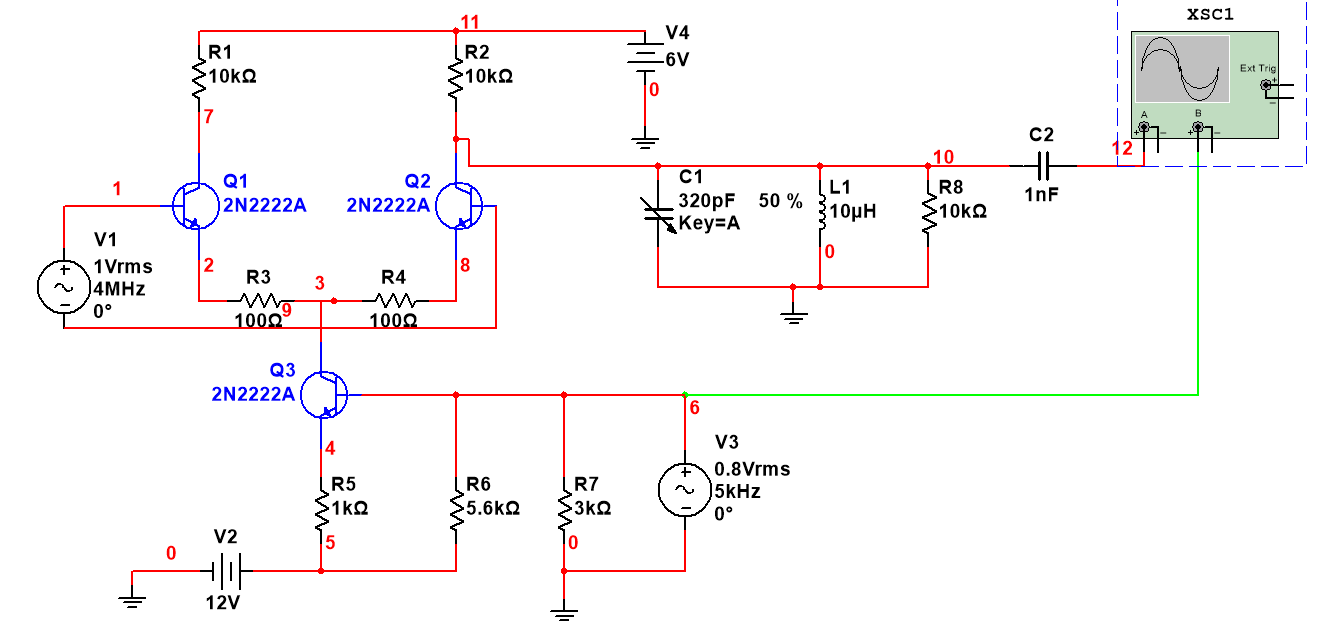 XSC1
11
V4
6V
0
R1
10kΩ
R2
10kΩ
Ext Trig
+
−
A
B
+
−
+
−
7
C2
1nF
12
10
1
Q1
2N2222A
Q2
2N2222A
C1
320pF
Key=A
50 %
L1
10µH
R8
10kΩ
0
V1
1Vrms
4MHz
0°
+
−
2
R3
100Ω
9
3
R4
100Ω
8
Q3
2N2222A
6
4
V3
0.8Vrms
5kHz
0°
+
−
R5
1kΩ
R6
5.6kΩ
R7
3kΩ
5
0
V2
12V
0